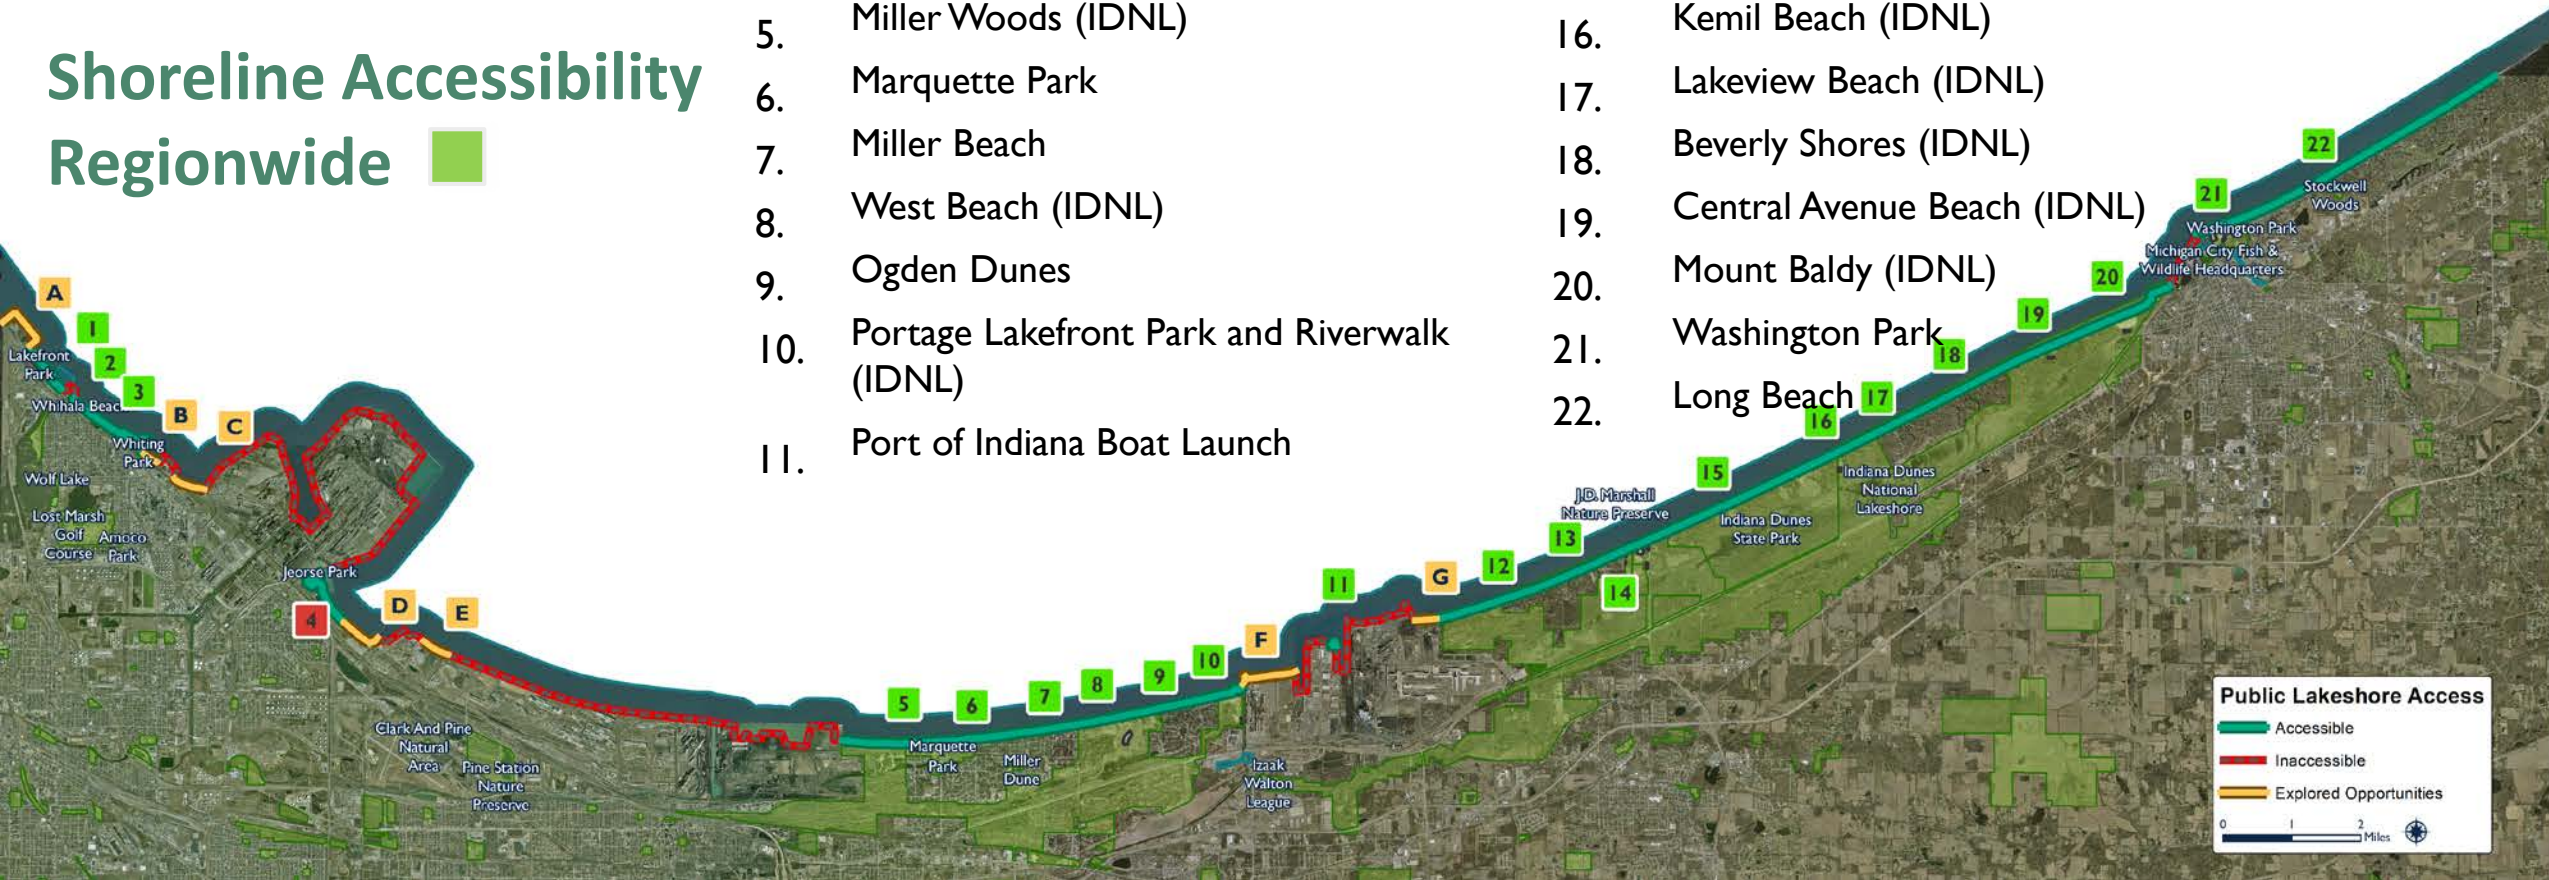 Shoreline Accessibility
Regionwide
5. Miller Woods (IDNL)
6. Marquette Park
7. Miller Beach
8. West Beach (IDNL)
9. Ogden Dunes
10. Portage Lakefront Park and Riverwalk
(IDNL)
11. Port of Indiana Boat Launch
16. Kemil Beach (IDNL)
17. Lakeview Beach (IDNL)
18. Beverly Shores (IDNL)
19. Central Avenue Beach (IDNL)
20. Mount Baldy (IDNL)
21. Washington Park
22. Long Beach
A
1
2
3
B
C
4
D
E
5
6
7
8
9
10
F
11
G
12
13
14
15
16
17
18
19
20
21
22
Lakefront
Park
Whihala Beac
Whiting
Park
Wolf Lake
Lost Marsh
Golf
Course
Amoco
Park
Jeorse Park
Clark And Pine
Natural
Area
Pine Station
Nature
Preserve
Marquette
Park
Miller
Dune
Izaak
Walton
League
J.D. Marshall
Nature Preserve
Indiana Dunes
State Park
Indiana Dunes
National
Lakeshore
Michigan City Fish &
Wildlife Headquarters
Washington Park
Stockwell
Woods
Public Lakeshore Access
Accessible
Inaccessible
Explored Opportunities
0 1 2
Miles